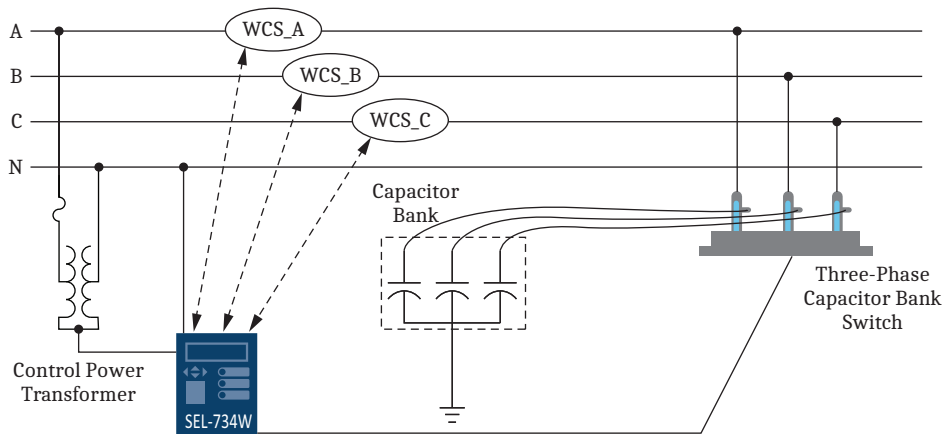 A
WCS_A
B
WCS_B
C
WCS_C
N
Capacitor
Bank
Three-Phase
Capacitor Bank
Switch
Control Power
Transformer
SEL-734W